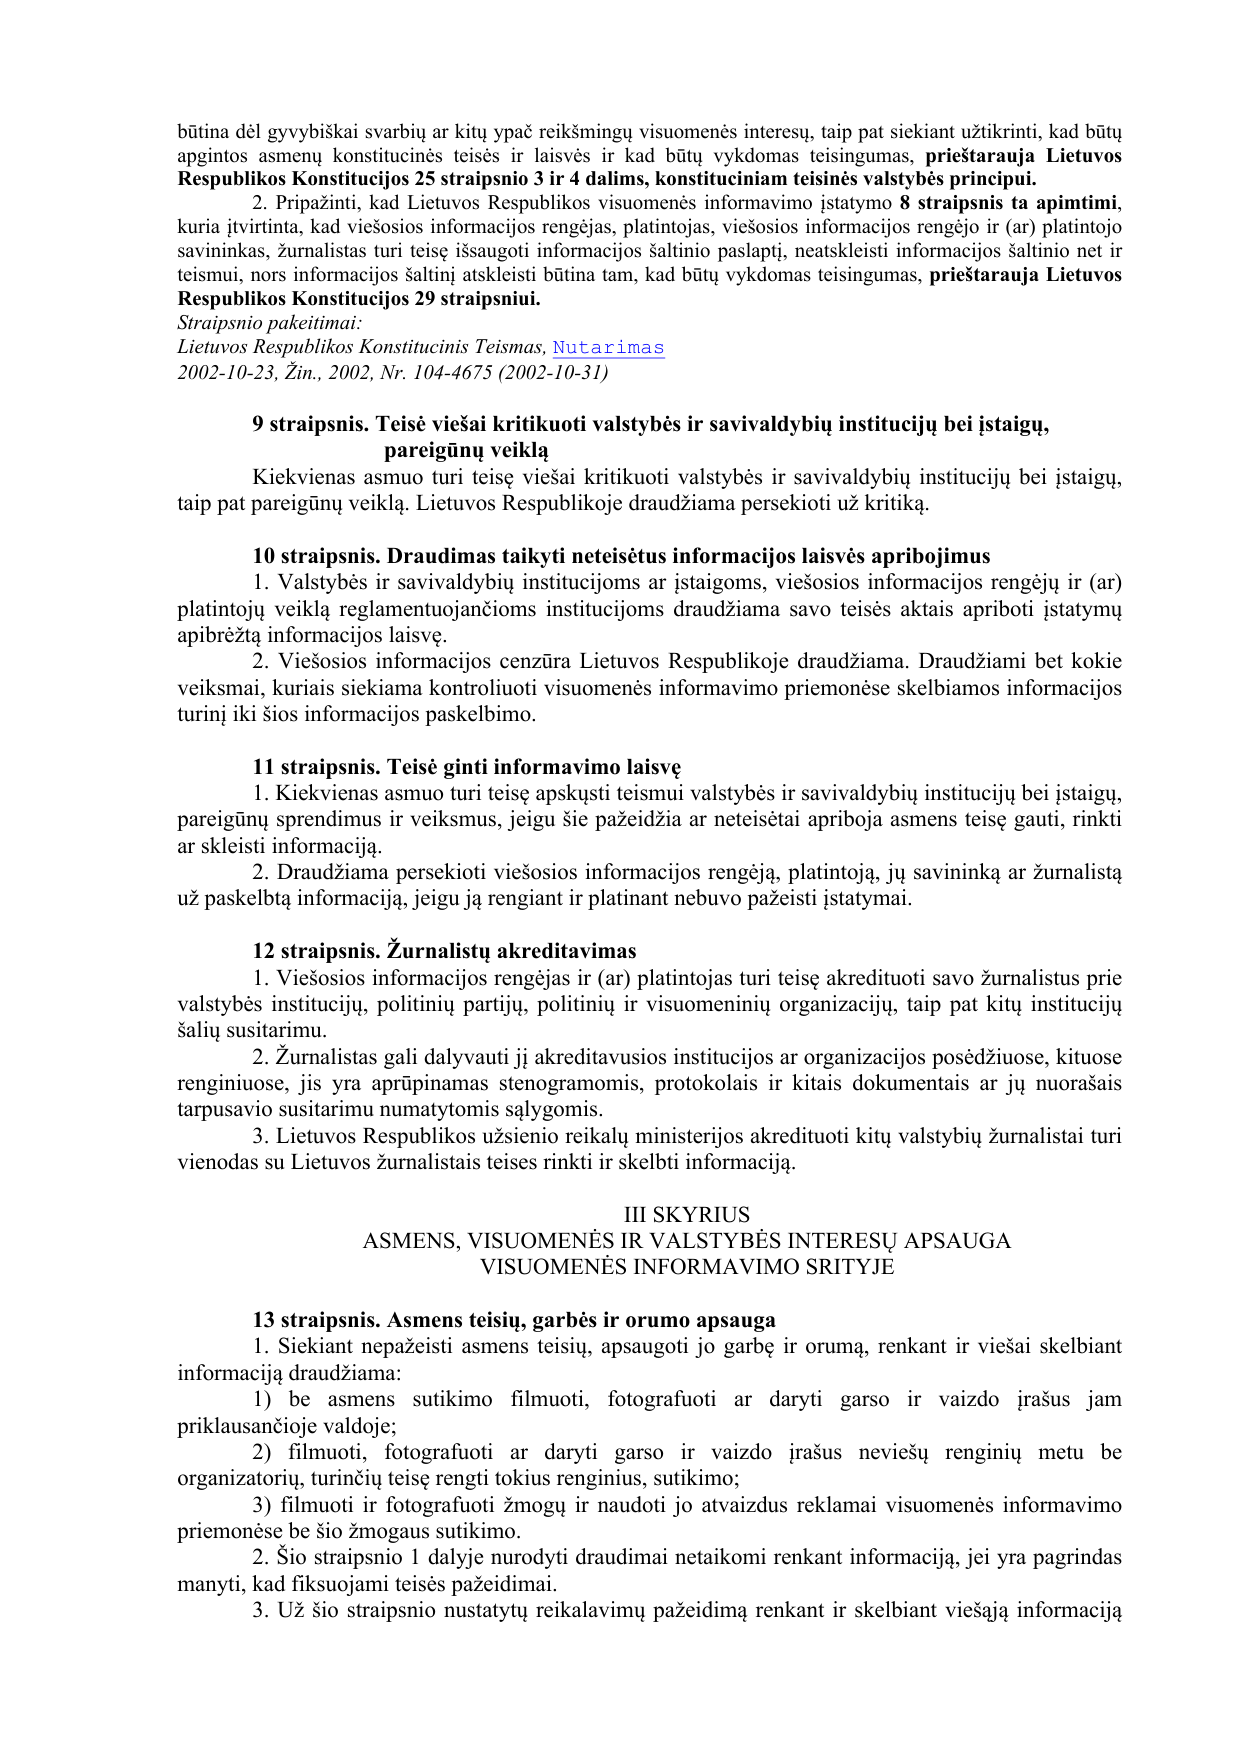 būtina dėl gyvybiškai svarbių ar kitų ypač reikšmingų visuomenės interesų, taip pat siekiant užtikrinti, kad būtų
apgintos asmenų konstitucinės teisės ir laisvės ir kad būtų vykdomas teisingumas, prieštarauja Lietuvos
Respublikos Konstitucijos 25 straipsnio 3 ir 4 dalims, konstituciniam teisinės valstybės principui.
2. Pripažinti, kad Lietuvos Respublikos visuomenės informavimo įstatymo 8 straipsnis ta apimtimi,
kuria įtvirtinta, kad viešosios informacijos rengėjas, platintojas, viešosios informacijos rengėjo ir (ar) platintojo
savininkas, žurnalistas turi teisę išsaugoti informacijos šaltinio paslaptį, neatskleisti informacijos šaltinio net ir
teismui, nors informacijos šaltinį atskleisti būtina tam, kad būtų vykdomas teisingumas, prieštarauja Lietuvos
Respublikos Konstitucijos 29 straipsniui.
Straipsnio pakeitimai:
Lietuvos Respublikos Konstitucinis Teismas, Nutarimas
2002-10-23, Žin., 2002, Nr. 104-4675 (2002-10-31)
9 straipsnis. Teisė viešai kritikuoti valstybės ir savivaldybių institucijų bei įstaigų,
pareigūnų veiklą
Kiekvienas asmuo turi teisę viešai kritikuoti valstybės ir savivaldybių institucijų bei įstaigų,
taip pat pareigūnų veiklą. Lietuvos Respublikoje draudžiama persekioti už kritiką.
10 straipsnis. Draudimas taikyti neteisėtus informacijos laisvės apribojimus
1. Valstybės ir savivaldybių institucijoms ar įstaigoms, viešosios informacijos rengėjų ir (ar)
platintojų veiklą reglamentuojančioms institucijoms draudžiama savo teisės aktais apriboti įstatymų
apibrėžtą informacijos laisvę.
2. Viešosios informacijos cenzūra Lietuvos Respublikoje draudžiama. Draudžiami bet kokie
veiksmai, kuriais siekiama kontroliuoti visuomenės informavimo priemonėse skelbiamos informacijos
turinį iki šios informacijos paskelbimo.
11 straipsnis. Teisė ginti informavimo laisvę
1. Kiekvienas asmuo turi teisę apskųsti teismui valstybės ir savivaldybių institucijų bei įstaigų,
pareigūnų sprendimus ir veiksmus, jeigu šie pažeidžia ar neteisėtai apriboja asmens teisę gauti, rinkti
ar skleisti informaciją.
2. Draudžiama persekioti viešosios informacijos rengėją, platintoją, jų savininką ar žurnalistą
už paskelbtą informaciją, jeigu ją rengiant ir platinant nebuvo pažeisti įstatymai.
12 straipsnis. Žurnalistų akreditavimas
1. Viešosios informacijos rengėjas ir (ar) platintojas turi teisę akredituoti savo žurnalistus prie
valstybės institucijų, politinių partijų, politinių ir visuomeninių organizacijų, taip pat kitų institucijų
šalių susitarimu.
2. Žurnalistas gali dalyvauti jį akreditavusios institucijos ar organizacijos posėdžiuose, kituose
renginiuose, jis yra aprūpinamas stenogramomis, protokolais ir kitais dokumentais ar jų nuorašais
tarpusavio susitarimu numatytomis sąlygomis.
3. Lietuvos Respublikos užsienio reikalų ministerijos akredituoti kitų valstybių žurnalistai turi
vienodas su Lietuvos žurnalistais teises rinkti ir skelbti informaciją.
III SKYRIUS
ASMENS, VISUOMENĖS IR VALSTYBĖS INTERESŲ APSAUGA
VISUOMENĖS INFORMAVIMO SRITYJE
13 straipsnis. Asmens teisių, garbės ir orumo apsauga
1. Siekiant nepažeisti asmens teisių, apsaugoti jo garbę ir orumą, renkant ir viešai skelbiant
informaciją draudžiama:
1) be asmens sutikimo filmuoti, fotografuoti ar daryti garso ir vaizdo įrašus jam
priklausančioje valdoje;
2) filmuoti, fotografuoti ar daryti garso ir vaizdo įrašus neviešų renginių metu be
organizatorių, turinčių teisę rengti tokius renginius, sutikimo;
3) filmuoti ir fotografuoti žmogų ir naudoti jo atvaizdus reklamai visuomenės informavimo
priemonėse be šio žmogaus sutikimo.
2. Šio straipsnio 1 dalyje nurodyti draudimai netaikomi renkant informaciją, jei yra pagrindas
manyti, kad fiksuojami teisės pažeidimai.
3. Už šio straipsnio nustatytų reikalavimų pažeidimą renkant ir skelbiant viešąją informaciją